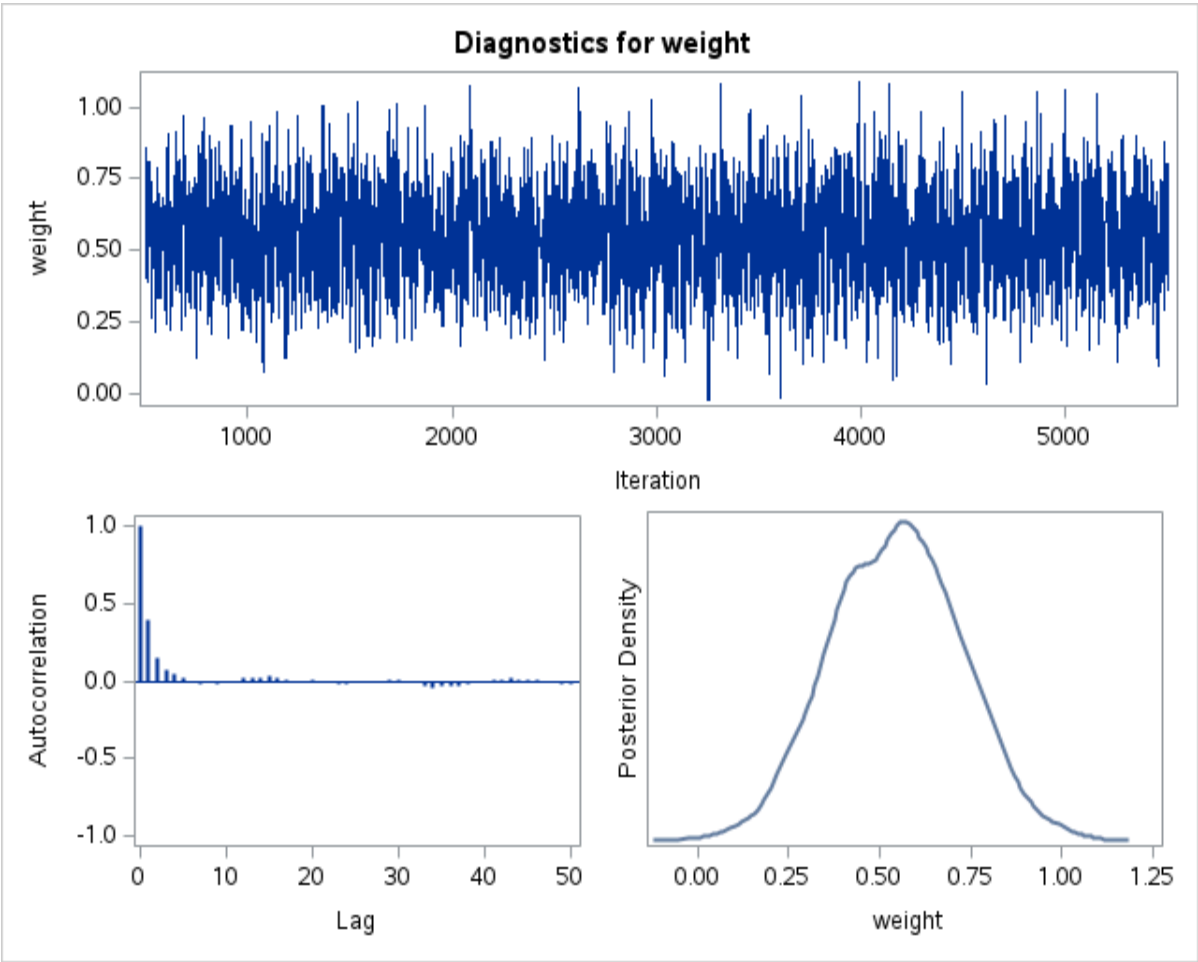 Diagnostics for weight
1.00
0.75
0.50
0.25
0.00
weight
1000 2000 3000 4000 5000
Iteration
1.0
0.5
0.0
-0.5
-1.0
Autocorrelation
0 10 20 30 40 50
Lag
Posterior Density
0.00 0.25 0.50 0.75 1.00 1.25
weight